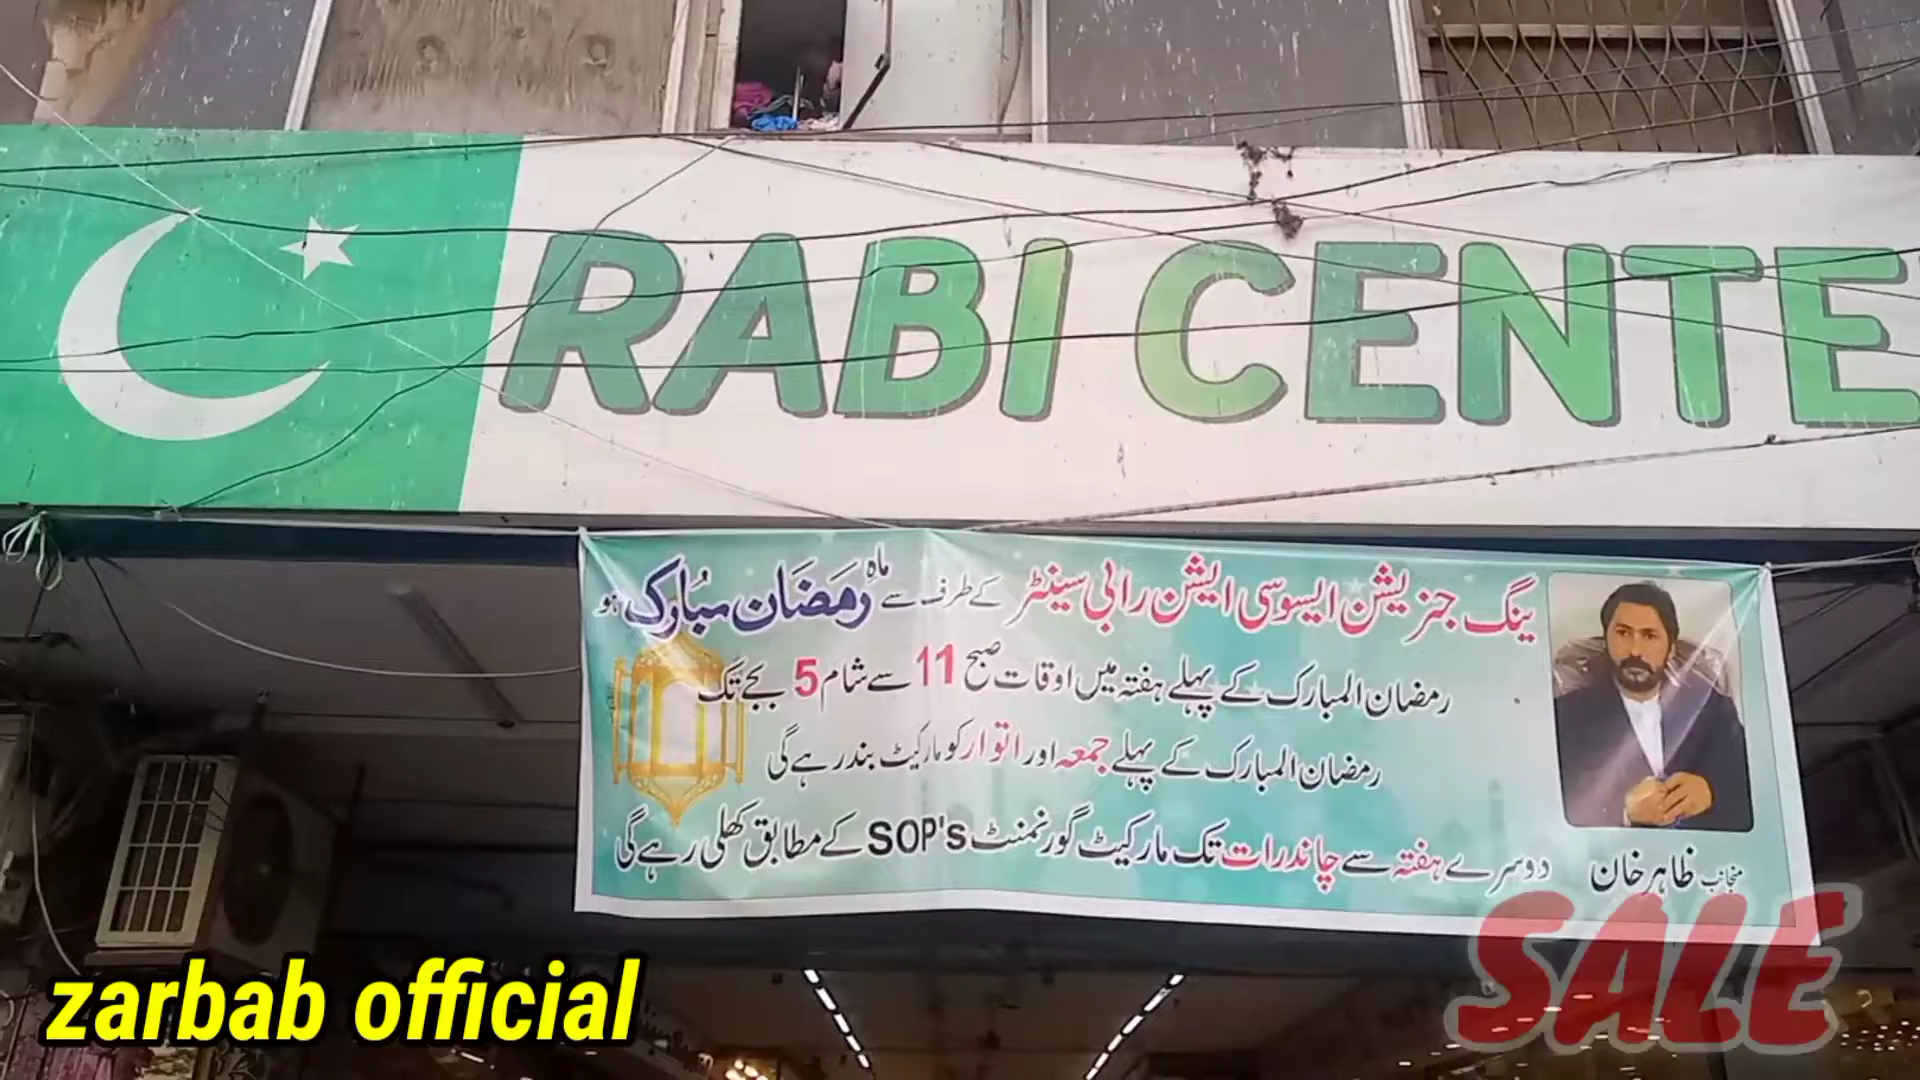 RABI CENTE
ینگ جنریشن ایسوسی ایشن رابی سینٹر کے طرف سے ماہِ رمضان مبارک ہو
رمضان المبارک کے پہلے ہفتہ میں اوقات صبح 11 سے شام 5 بجے تک
رمضان المبارک کے پہلے جمعہ اور اتوار کو مارکیٹ بند رہے گی
دوسرے ہفتہ سے چاندرات تک مارکیٹ گورنمنٹ SOP's کے مطابق کھلی رہے گی
منجانب ظاہر خان
SALE
zarbab official